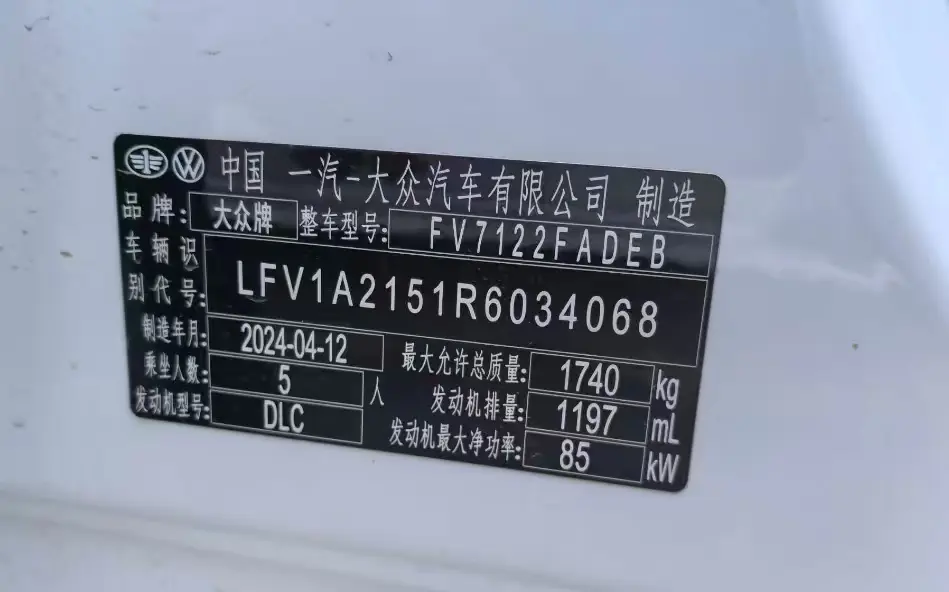 中国 一汽-大众汽车有限公司 制造
品牌: 大众牌 整车型号: FV7122FADEB
车辆识别代号: LFV1A2151R6034068
制造年月: 2024-04-12
乘坐人数: 5 人
发动机型号: DLC
最大允许总质量: 1740 kg
发动机排量: 1197 mL
发动机最大净功率: 85 kW